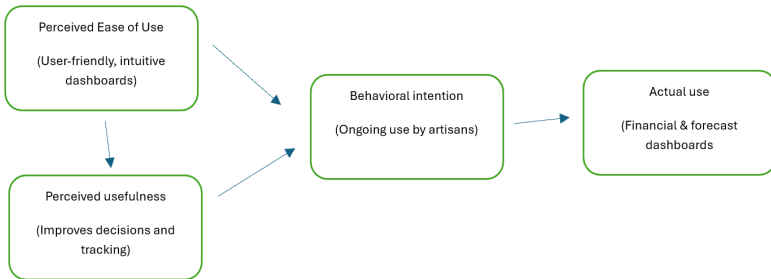 Perceived Ease of Use
(User-friendly, intuitive
dashboards)
Perceived usefulness
(Improves decisions and
tracking)
Behavioral intention
(Ongoing use by artisans)
Actual use
(Financial & forecast
dashboards